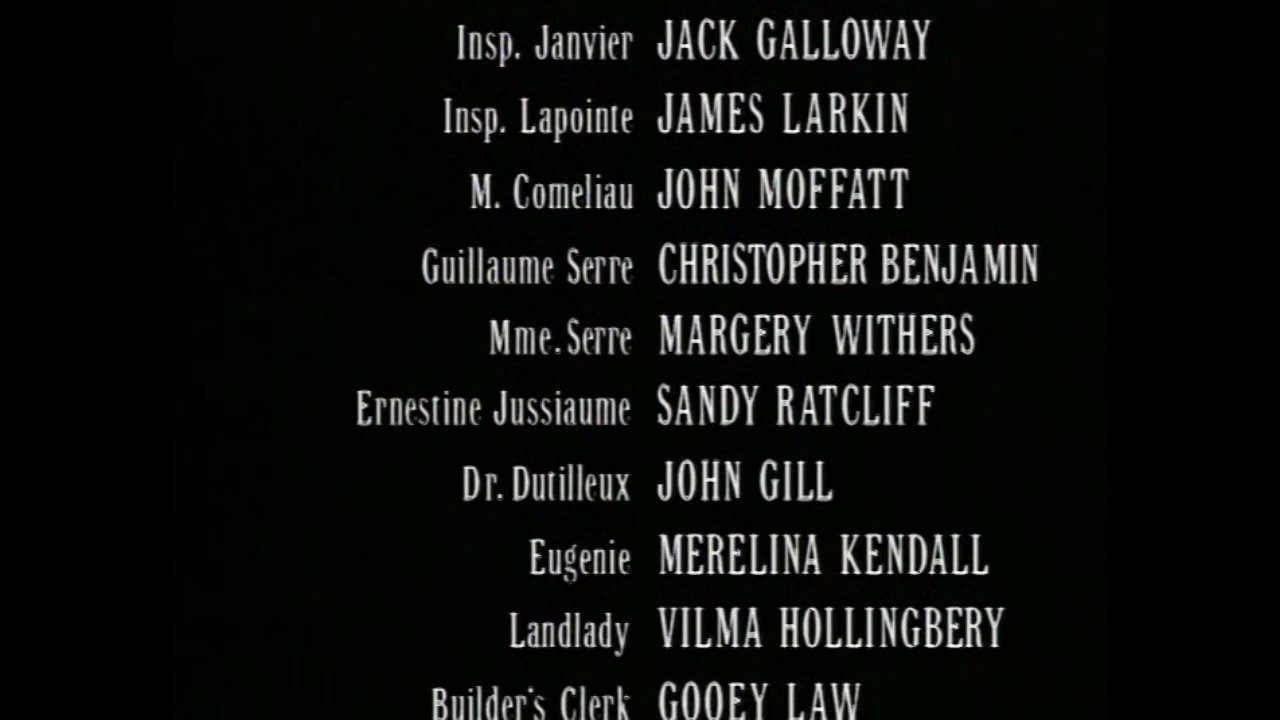 Insp. Janvier JACK GALLOWAY
Insp. Lapointe JAMES LARKIN
M. Comeliau JOHN MOFFATT
Guillaume Serre CHRISTOPHER BENJAMIN
Mme. Serre MARGERY WITHERS
Ernestine Jussiaume SANDY RATCLIFF
Dr. Dutilleux JOHN GILL
Eugenie MERELINA KENDALL
Landlady VILMA HOLLINGBERY
Builder's Clerk GOOEY LAW